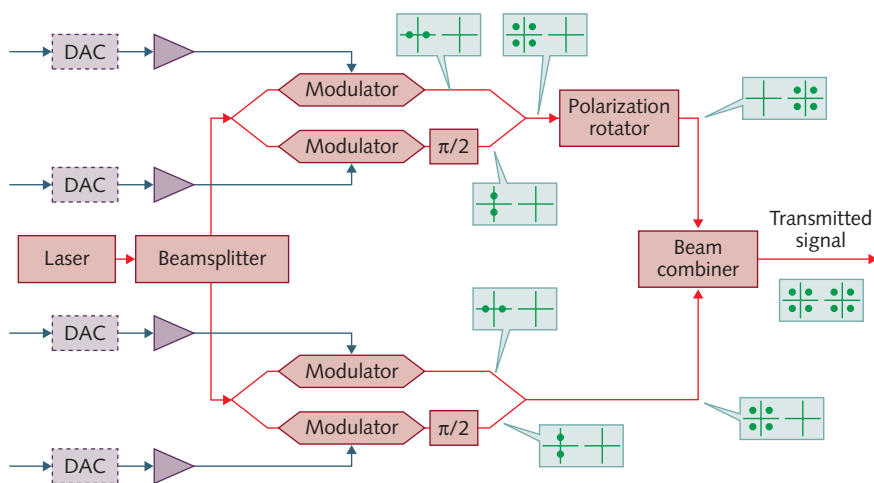 DAC
Modulator
Modulator
π/2
DAC
Polarization
rotator
Laser
Beamsplitter
Beam
combiner
Transmitted
signal
DAC
Modulator
Modulator
π/2
DAC